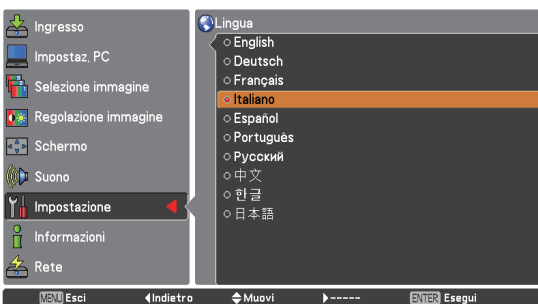 Ingresso
Impostaz. PC
Selezione immagine
Regolazione immagine
Schermo
Suono
Impostazione
Informazioni
Rete
Lingua
English
Deutsch
Français
Italiano
Español
Português
Русский
中文
한글
日本語
MENU Esci Indietro Muovi ----- ENTER Esegui